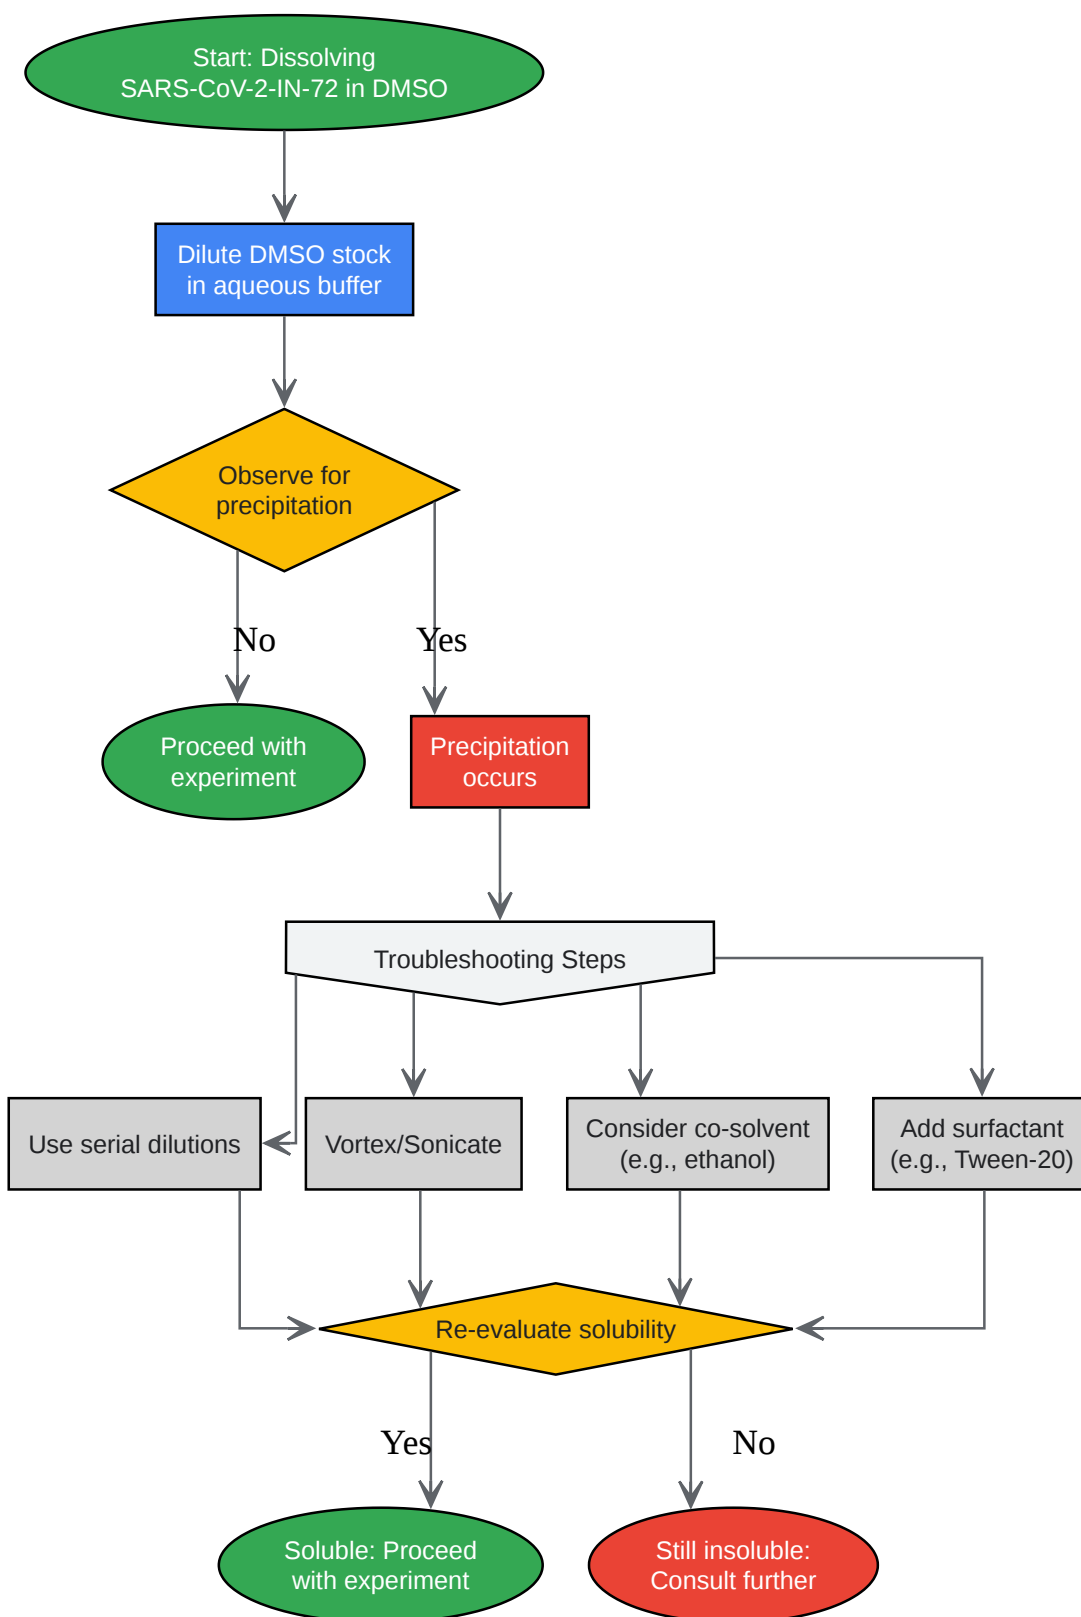 Start: Dissolving
SARS-CoV-2-IN-72 in DMSO
Dilute DMSO stock
in aqueous buffer
Observe for
precipitation
No
Yes
Proceed with
experiment
Precipitation
occurs
Troubleshooting Steps
Use serial dilutions
Vortex/Sonicate
Consider co-solvent
(e.g., ethanol)
Add surfactant
(e.g., Tween-20)
Re-evaluate solubility
Yes
No
Soluble: Proceed
with experiment
Still insoluble:
Consult further